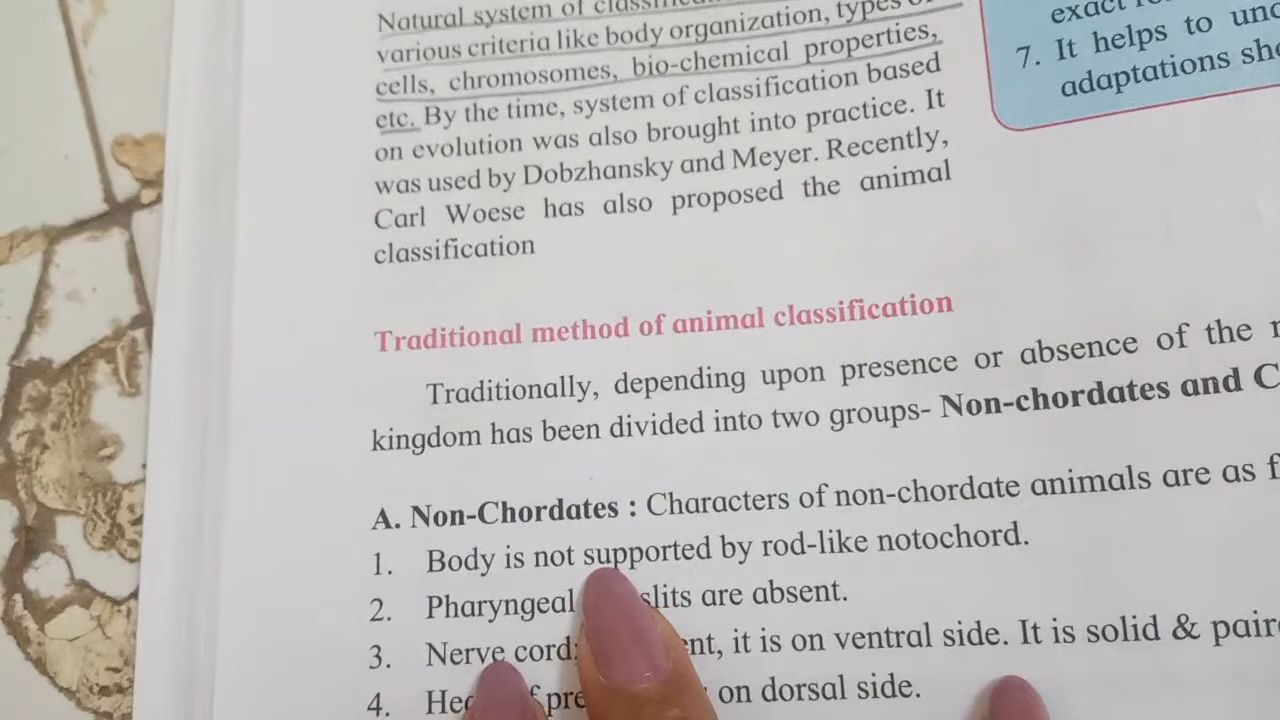 Natural system of
various criteria like body organization, types
cells, chromosomes, bio-chemical properties,
etc. By the time, system of classification based
on evolution was also brought into practice. It
was used by Dobzhansky and Meyer. Recently,
Carl Woese has also proposed the animal
classification
exact
7. It helps to
adaptations
Traditional method of animal classification
Traditionally, depending upon presence or absence of the
kingdom has been divided into two groups- Non-chordates and C
A. Non-Chordates : Characters of non-chordate animals are as f
1. Body is not supported by rod-like notochord.
2. Pharyngeal slits are absent.
3. Nerve cord: it is on ventral side. It is solid &
4. on dorsal side.